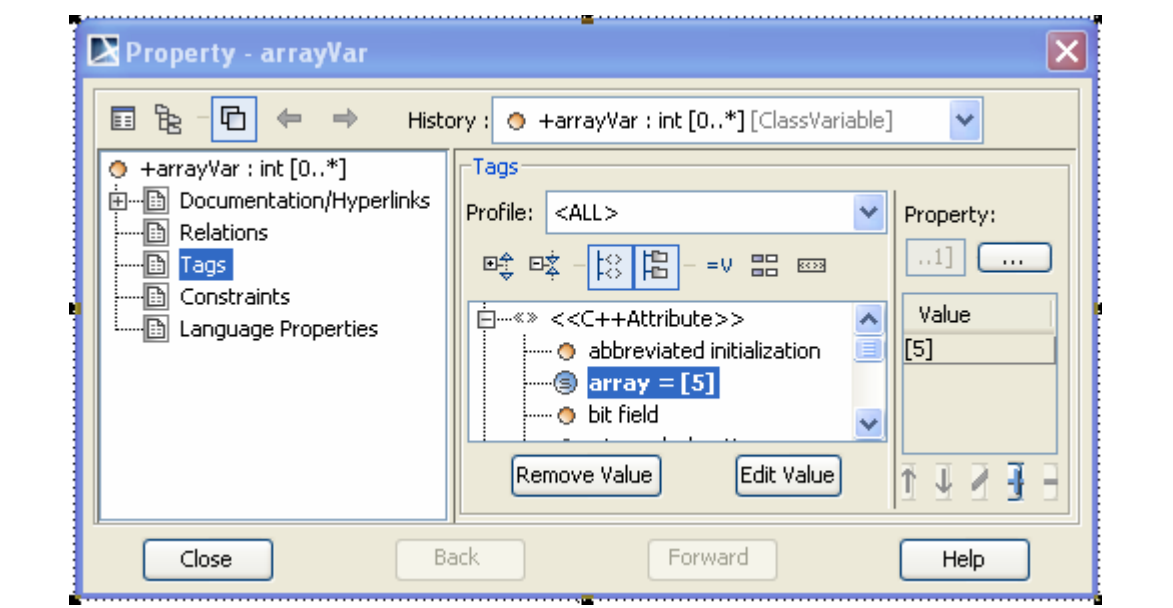 Property - arrayVar
History : +arrayVar : int [0..*] [ClassVariable]
+arrayVar : int [0..*]
Documentation/Hyperlinks
Relations
Tags
Constraints
Language Properties
Tags
Profile: <ALL>
=V
<<C++Attribute>>
abbreviated initialization
array = [5]
bit field
Remove Value
Edit Value
Property:
..1]
...
Value
[5]
Close
Back
Forward
Help